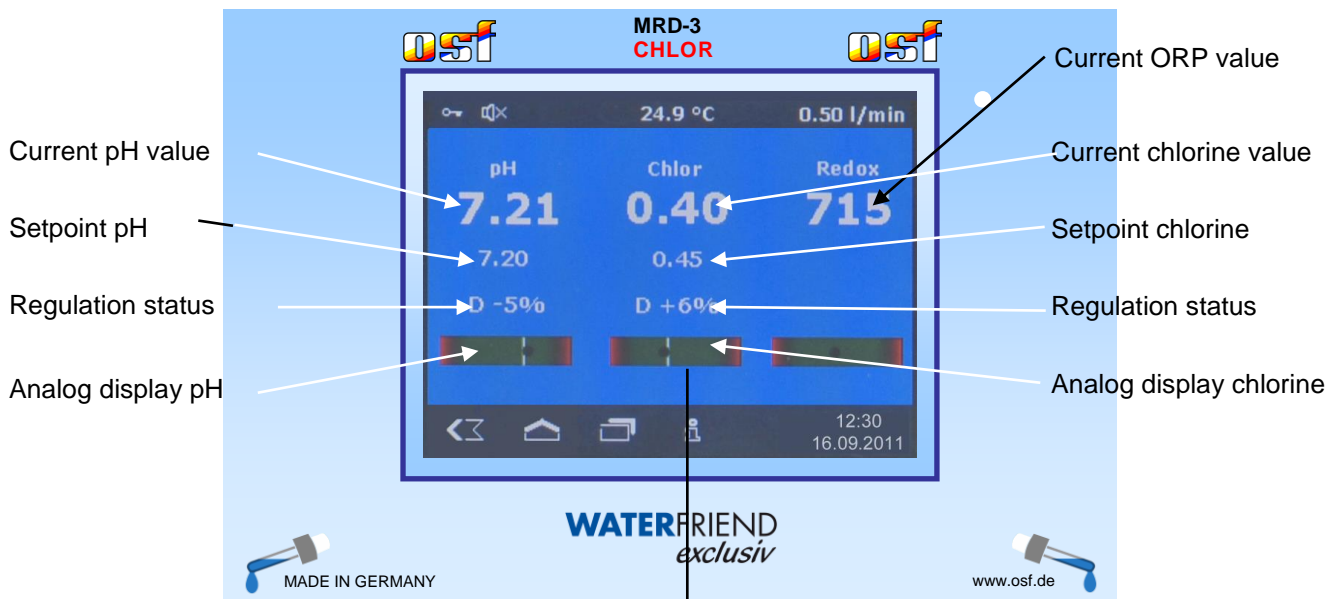 osf
MRD-3
CHLOR
osf
Current ORP value
24.9 °C
0.50 l/min
Current pH value
Current chlorine value
pH
Chlor
Redox
7.21
0.40
715
Setpoint pH
Setpoint chlorine
7.20
0.45
Regulation status
D -5%
D +6%
Regulation status
Analog display pH
Analog display chlorine
12:30
16.09.2011
WATERFRIEND
exclusiv
MADE IN GERMANY
www.osf.de